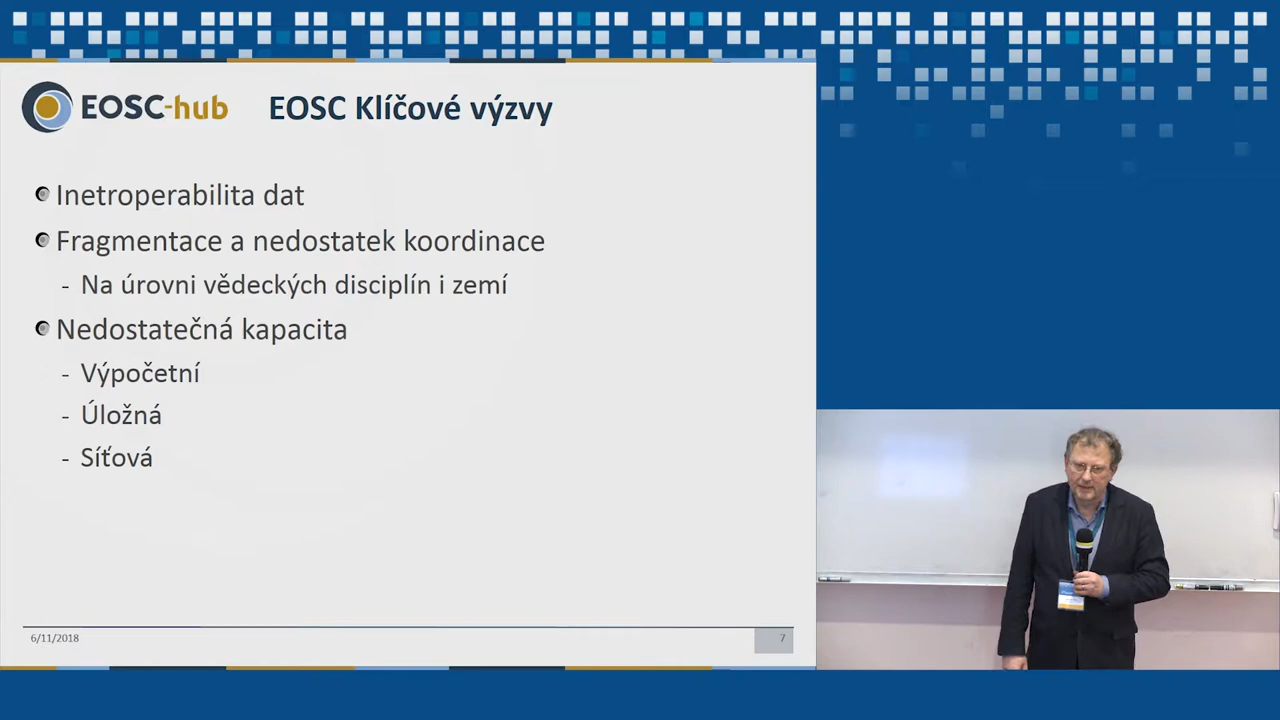 EOSC-hub
EOSC Klíčové výzvy
Inetroperabilita dat
Fragmentace a nedostatek koordinace
- Na úrovni vědeckých disciplín i zemí
Nedostatečná kapacita
- Výpočetní
- Úložná
- Síťová
6/11/2018
7